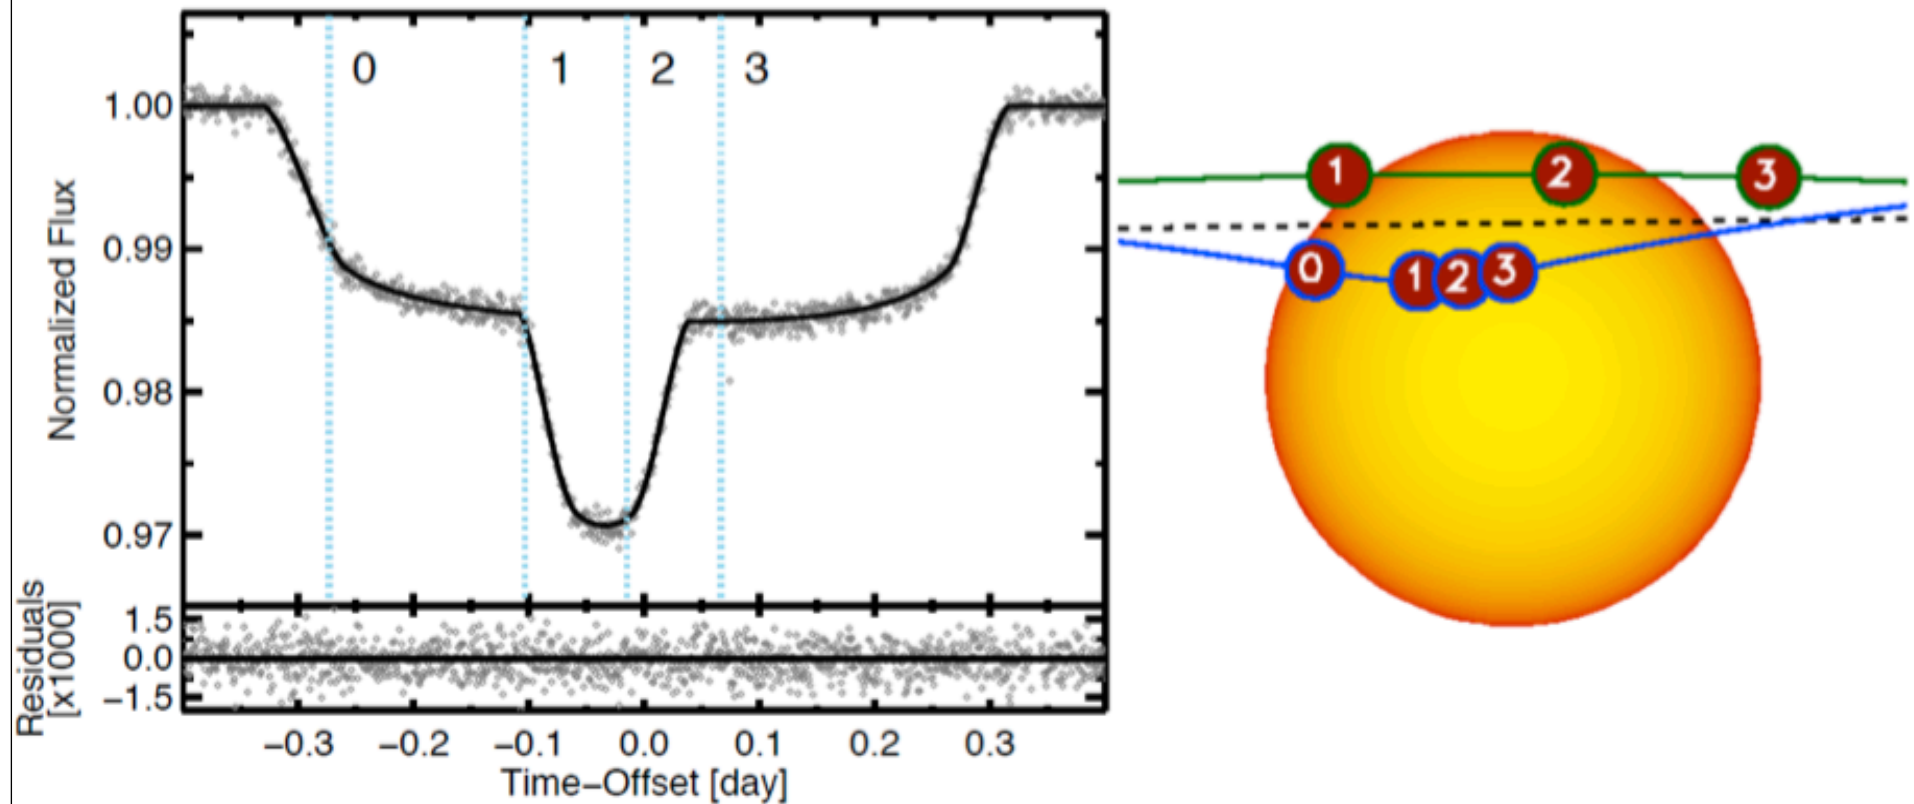 0 1 2 3
1.00
0.99
0.98
0.97
Normalized Flux
1.5
0.0
−1.5
Residuals
[x1000]
−0.3 −0.2 −0.1 0.0 0.1 0.2 0.3
Time−Offset [day]
1 2 3
0 1 2 3